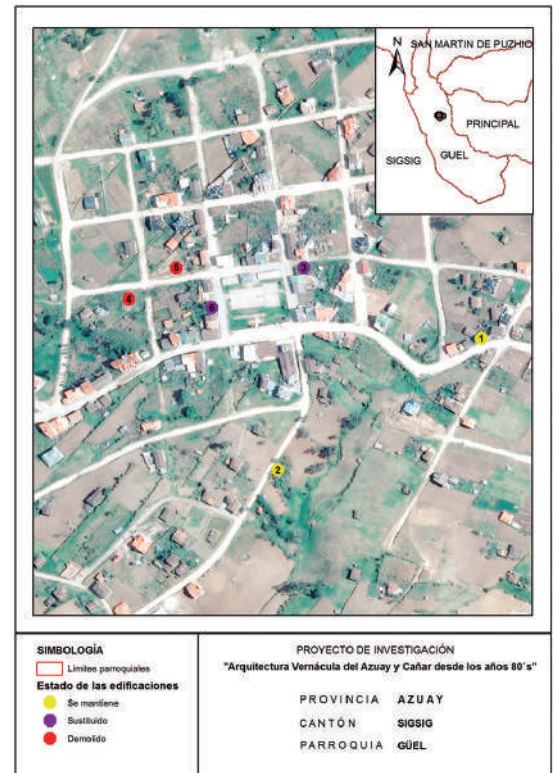 N
SAN MARTIN DE PUZHIO
PRINCIPAL
SIGSIG
GUEL
5
3
4
6
1
2
SIMBOLOGÍA
Límites parroquiales
Estado de las edificaciones
Se mantiene
Sustituido
Demolido
PROYECTO DE INVESTIGACIÓN
"Arquitectura Vernácula del Azuay y Cañar desde los años 80´s"
PROVINCIA AZUAY
CANTÓN SIGSIG
PARROQUIA GÜEL